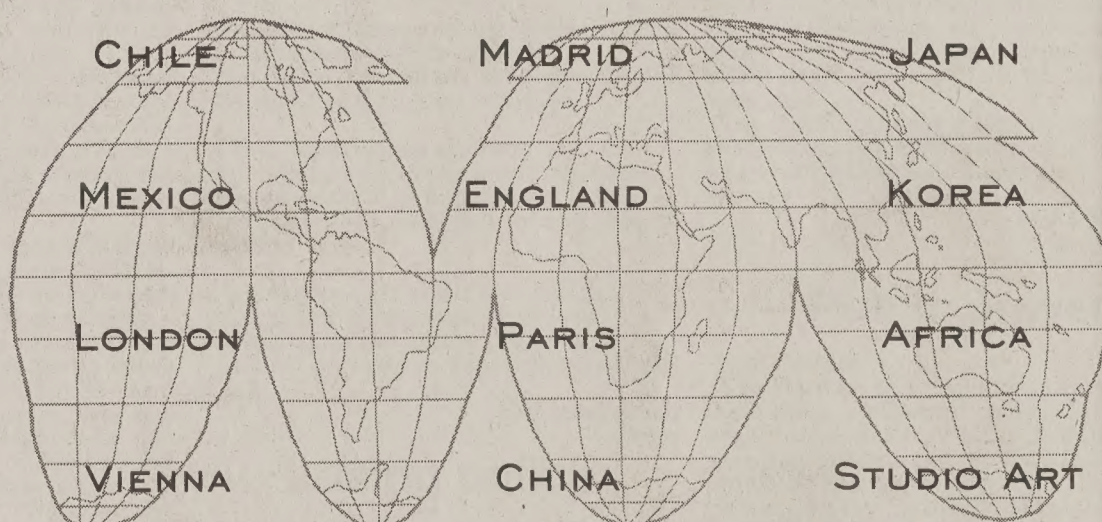 CHILE MADRID JAPAN
MEXICO ENGLAND KOREA
LONDON PARIS AFRICA
VIENNA CHINA STUDIO ART